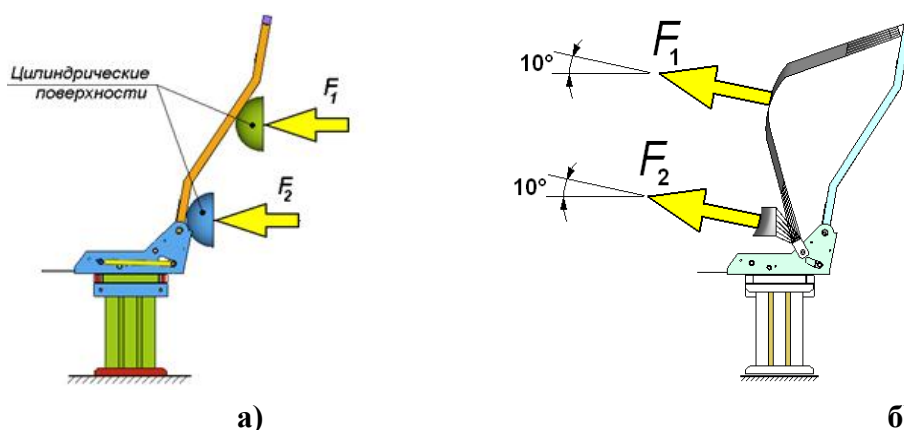 Цилиндрические
поверхности
F1
F2
а)
10°
F1
10°
F2
б